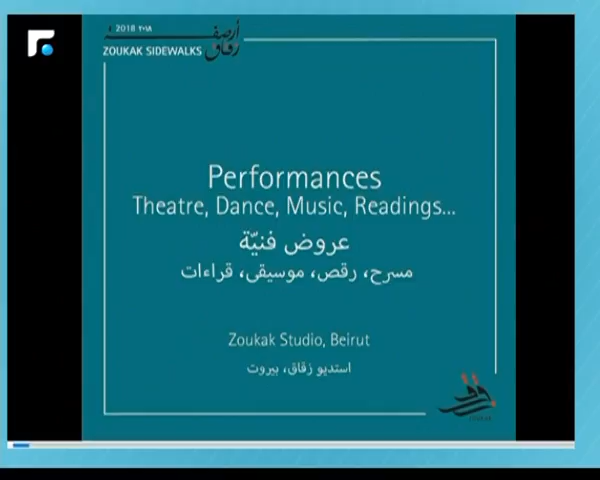 2018 ٢٠١٨
أرصفة
زقاق
ZOUKAK SIDEWALKS
Performances
Theatre, Dance, Music, Readings...
عروض فنيّة
مسرح، رقص، موسيقى، قراءات
Zoukak Studio, Beirut
استديو زقاق، بيروت
زقاق